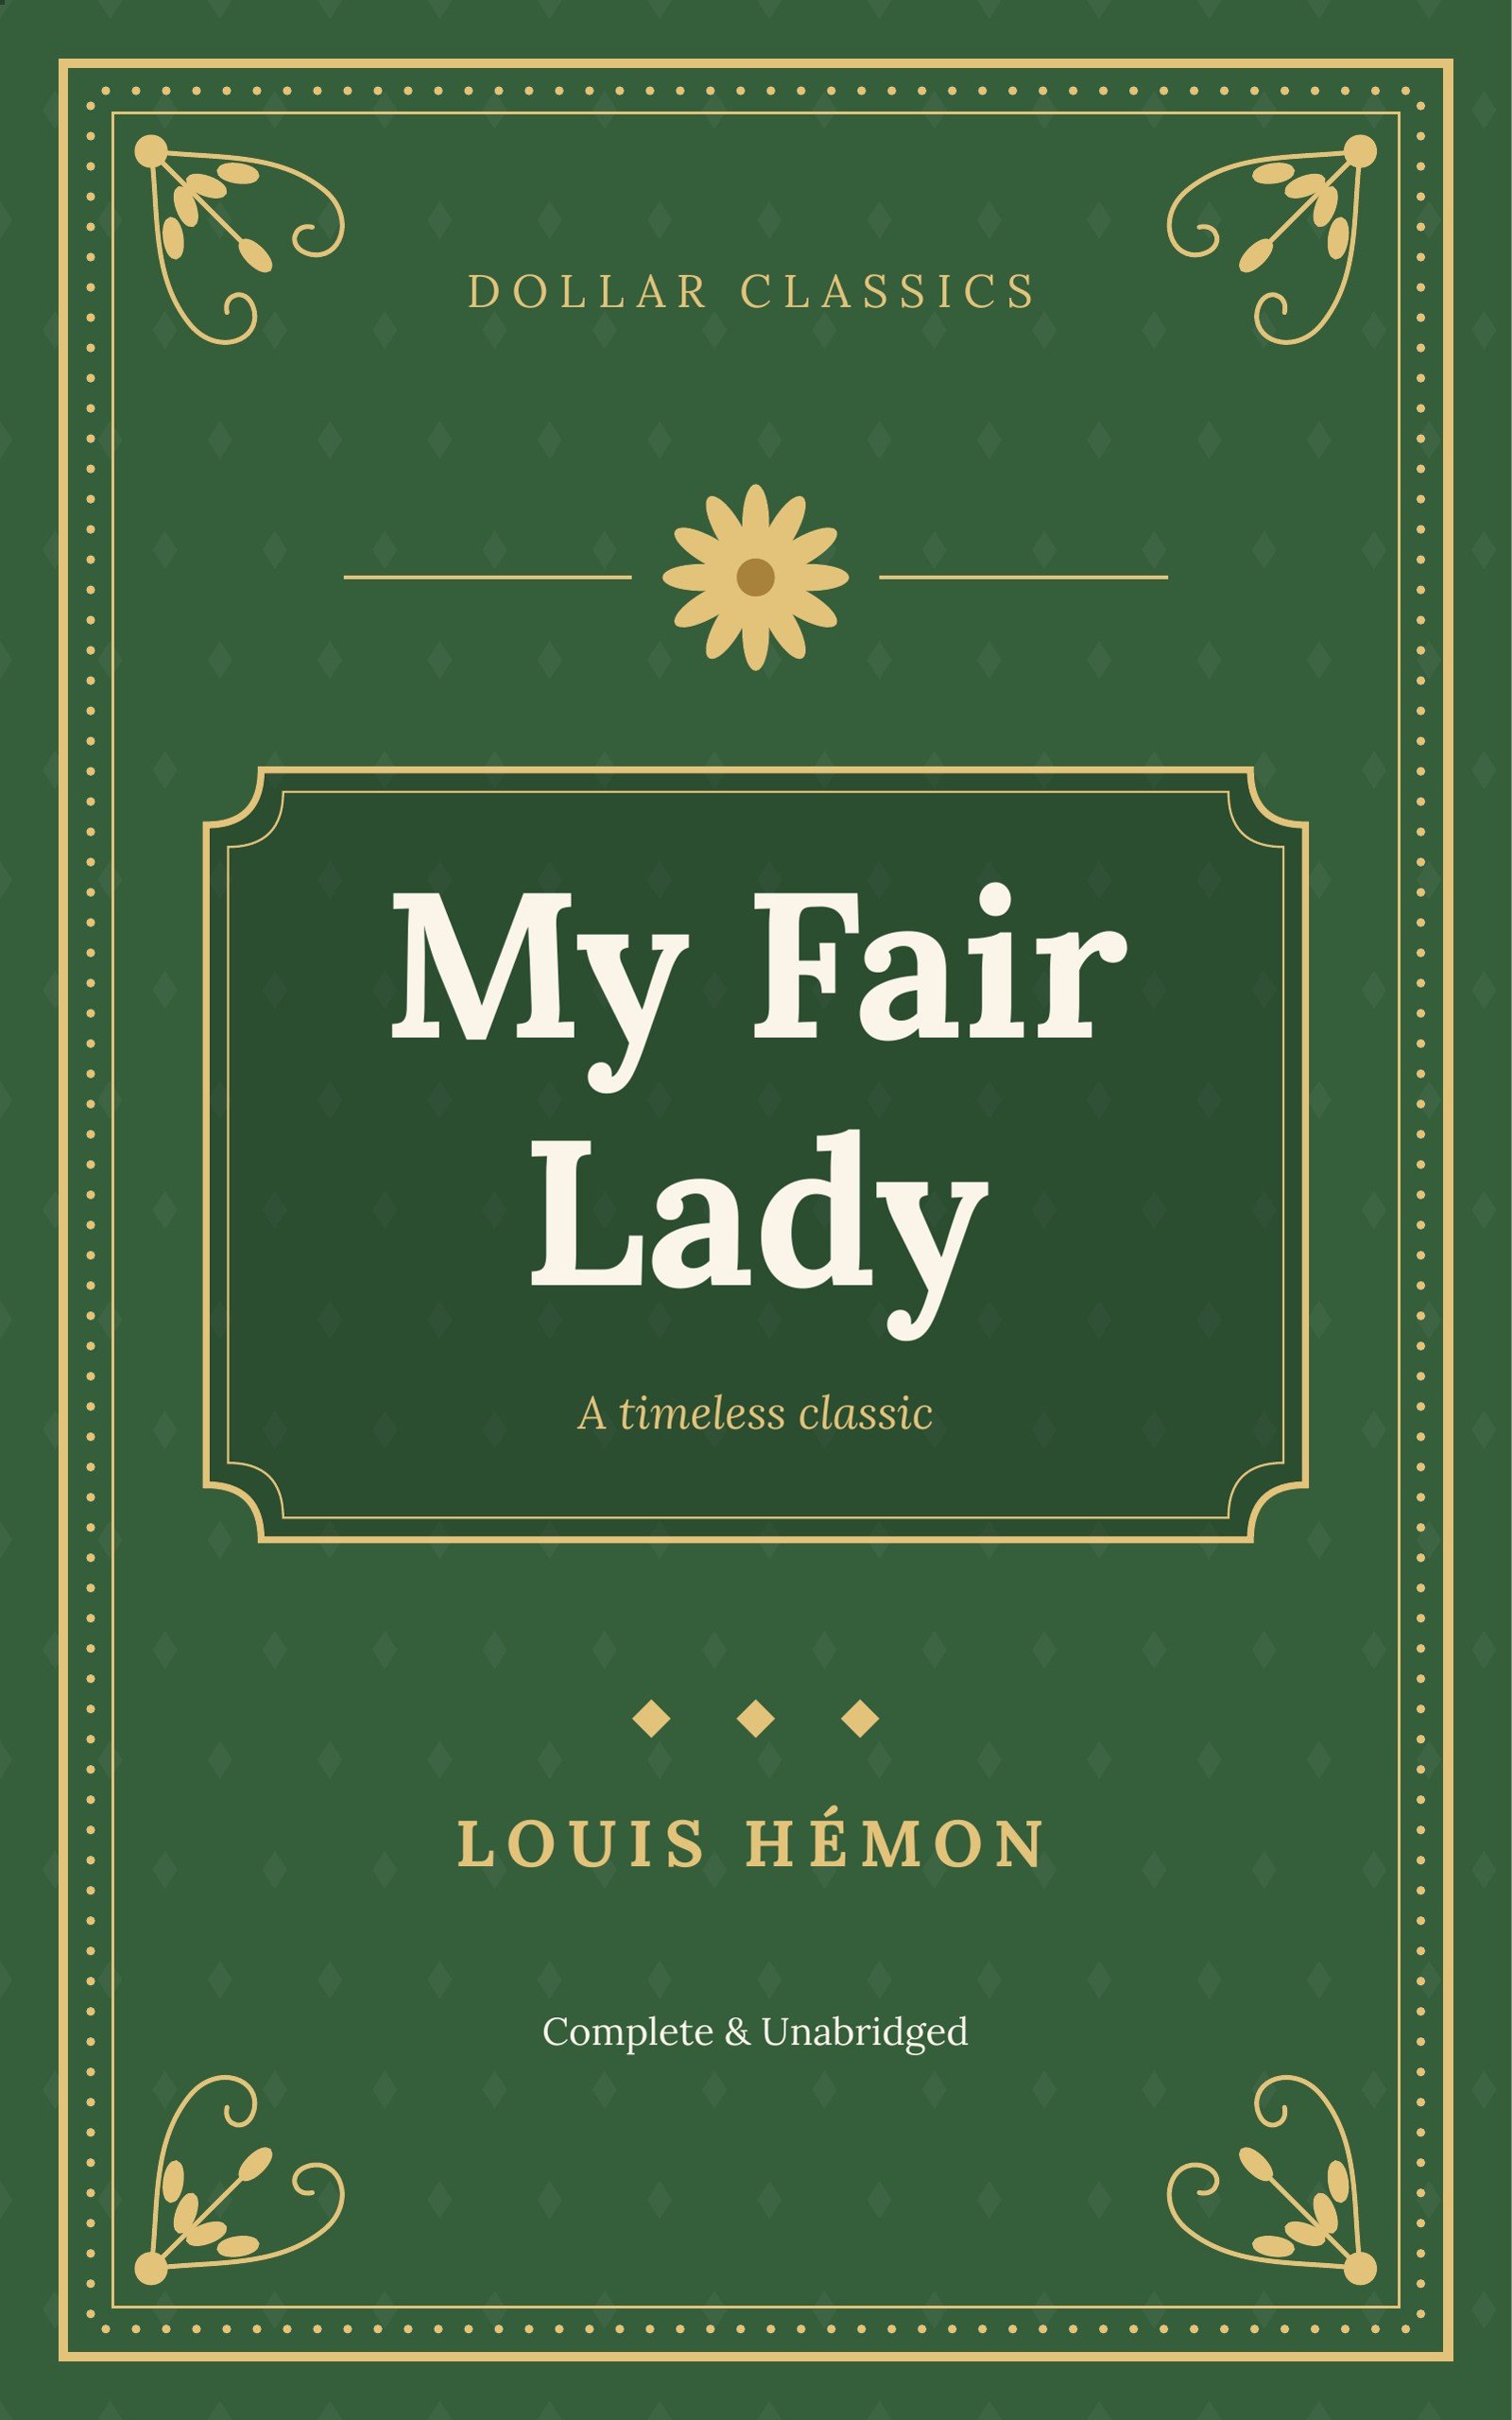 DOLLAR CLASSICS
My Fair
Lady
A timeless classic
LOUIS HÉMON
Complete & Unabridged